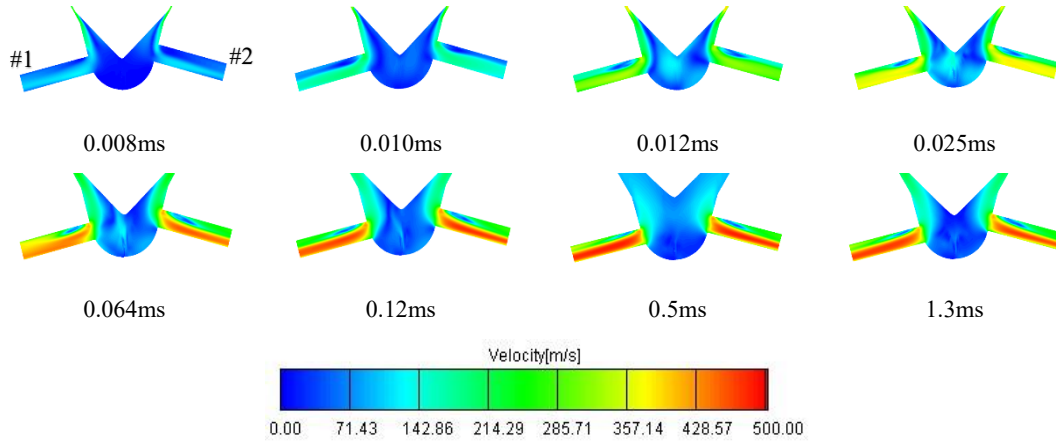 #1
#2
0.008ms
0.010ms
0.012ms
0.025ms
0.064ms
0.12ms
0.5ms
1.3ms
Velocity[m/s]
0.00 71.43 142.86 214.29 285.71 357.14 428.57 500.00